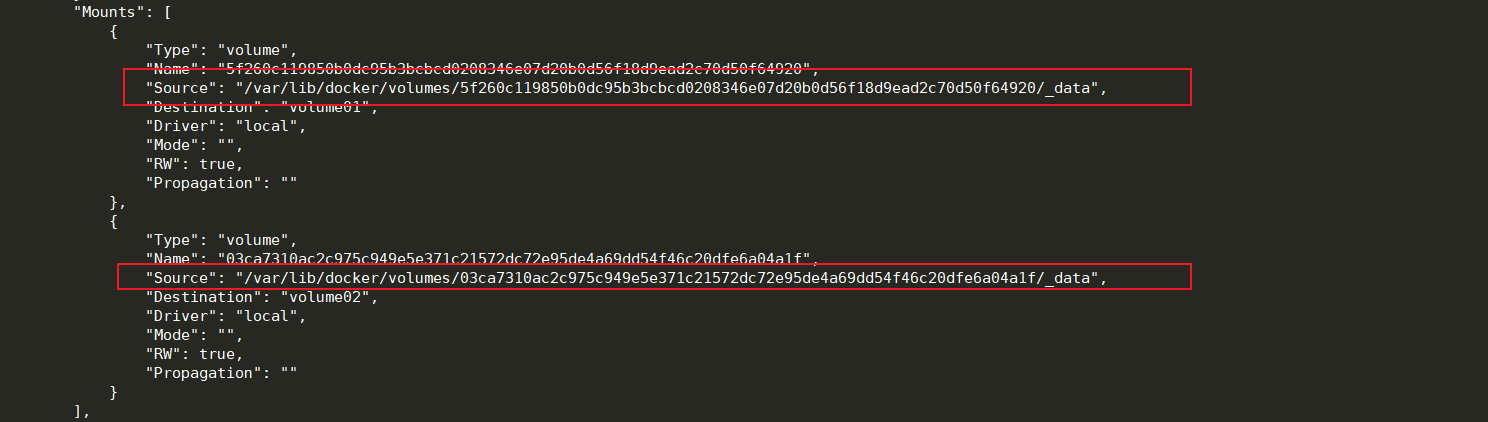 "Mounts": [
{
"Type": "volume",
"Name": "5f260c119850b0dc95b3bcbcd0208346e07d20b0d56f18d9ead2c70d50f64920",
"Source": "/var/lib/docker/volumes/5f260c119850b0dc95b3bcbcd0208346e07d20b0d56f18d9ead2c70d50f64920/_data",
"Destination": "volume01",
"Driver": "local",
"Mode": "",
"RW": true,
"Propagation": ""
},
{
"Type": "volume",
"Name": "03ca7310ac2c975c949e5e371c21572dc72e95de4a69dd54f46c20dfe6a04a1f",
"Source": "/var/lib/docker/volumes/03ca7310ac2c975c949e5e371c21572dc72e95de4a69dd54f46c20dfe6a04a1f/_data",
"Destination": "volume02",
"Driver": "local",
"Mode": "",
"RW": true,
"Propagation": ""
}
],